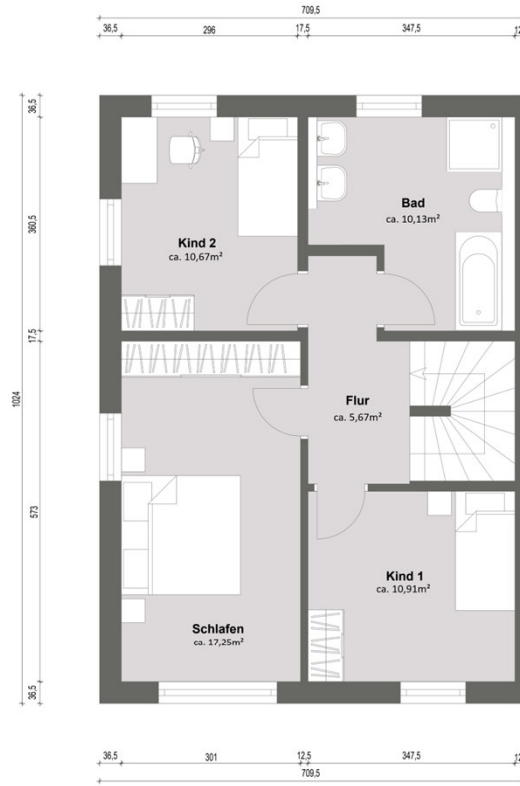 709,5
36,5 296 17,5 347,5
36,5
360,5
17,5
1024
573
36,5
Kind 2
ca. 10,67m²
Bad
ca. 10,13m²
Flur
ca. 5,67m²
Kind 1
ca. 10,91m²
Schlafen
ca. 17,25m²
36,5 301 12,5 347,5
709,5